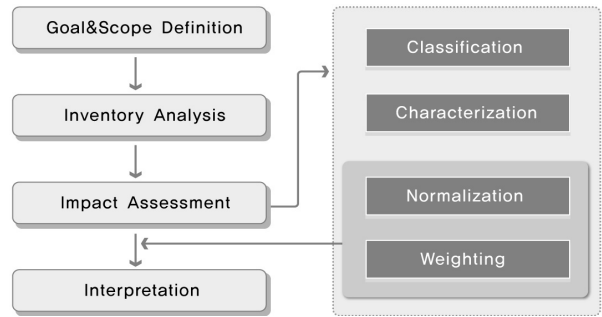 Goal&Scope Definition
Inventory Analysis
Impact Assessment
Interpretation
Classification
Characterization
Normalization
Weighting